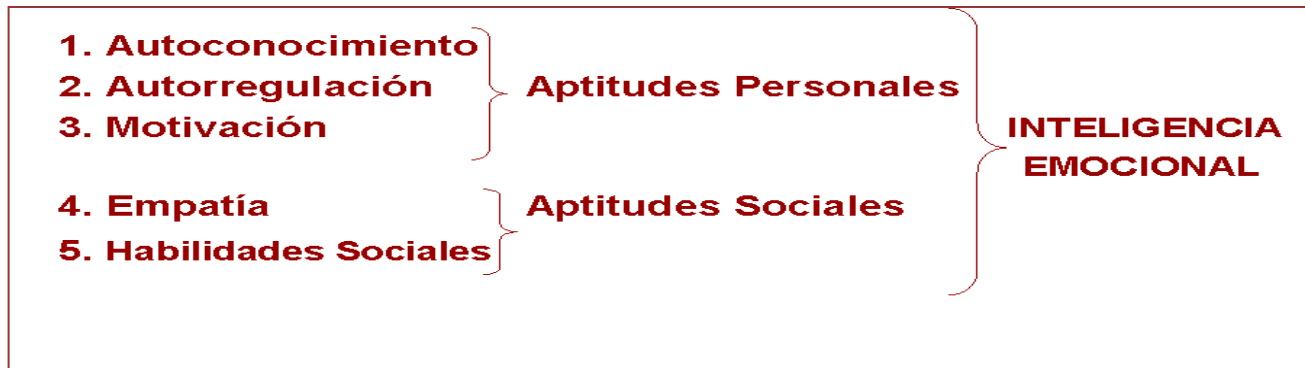 1. Autoconocimiento
2. Autorregulación
3. Motivación
Aptitudes Personales
4. Empatía
5. Habilidades Sociales
Aptitudes Sociales
INTELIGENCIA
EMOCIONAL